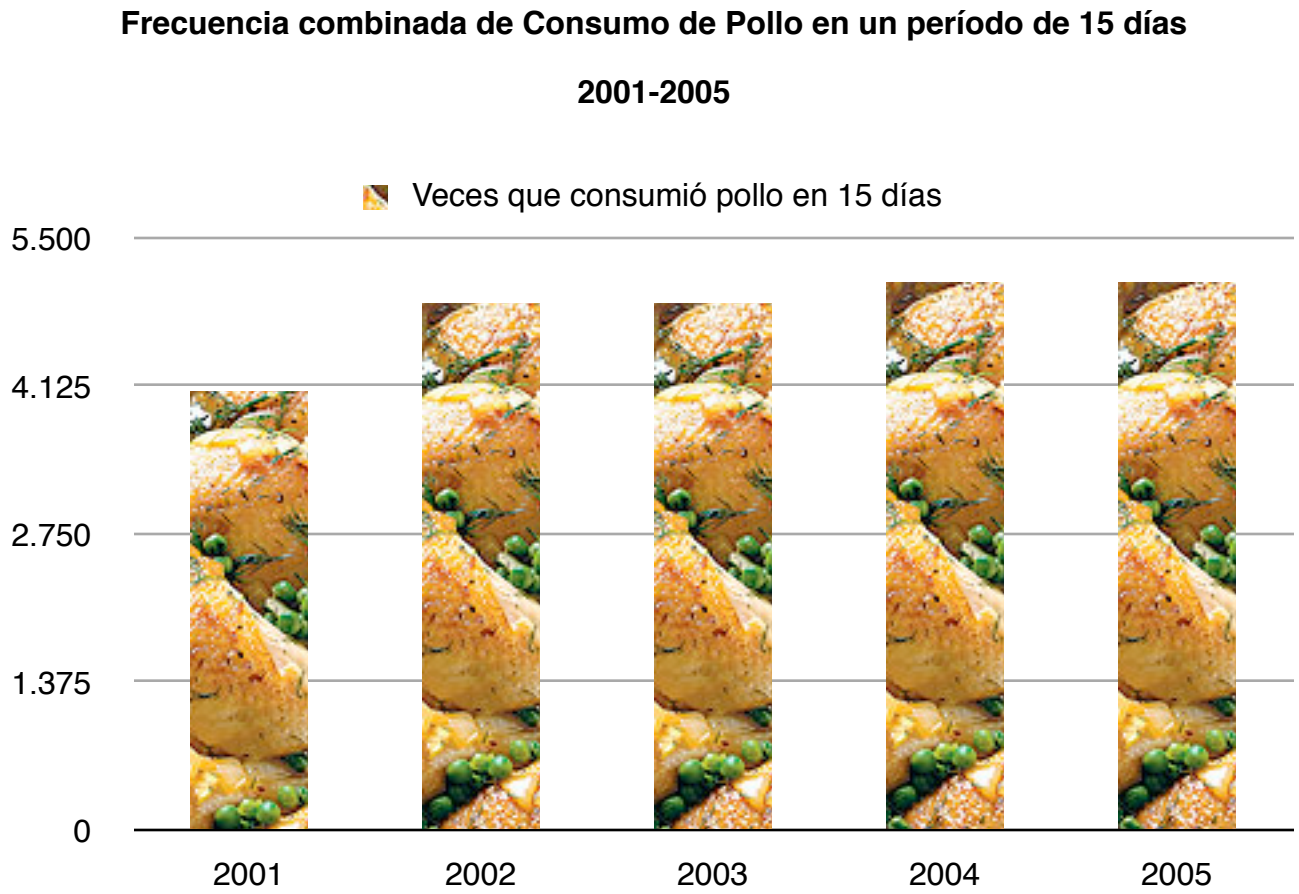 Frecuencia combinada de Consumo de Pollo en un período de 15 días
2001-2005
Veces que consumió pollo en 15 días
5.500
4.125
2.750
1.375
0
2001 2002 2003 2004 2005